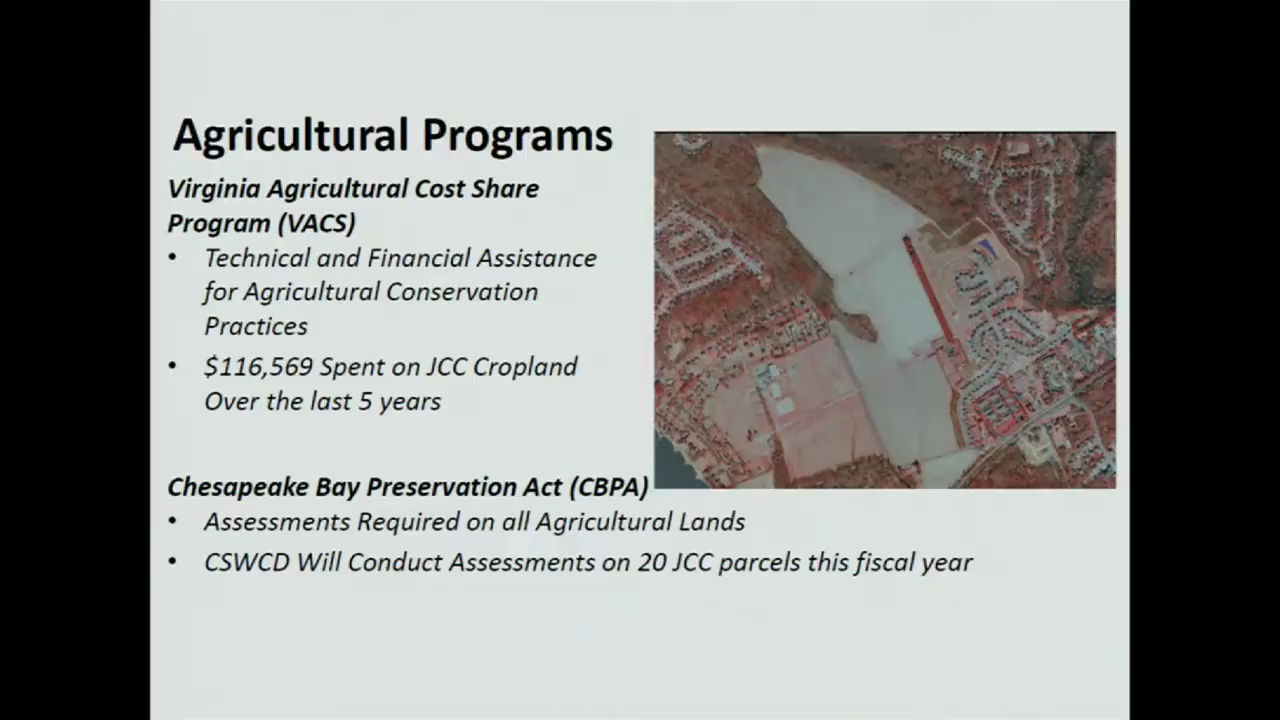 Agricultural Programs
Virginia Agricultural Cost Share
Program (VACS)
• Technical and Financial Assistance
for Agricultural Conservation
Practices
• $116,569 Spent on JCC Cropland
Over the last 5 years
Chesapeake Bay Preservation Act (CBPA)
• Assessments Required on all Agricultural Lands
• CSWCD Will Conduct Assessments on 20 JCC parcels this fiscal year